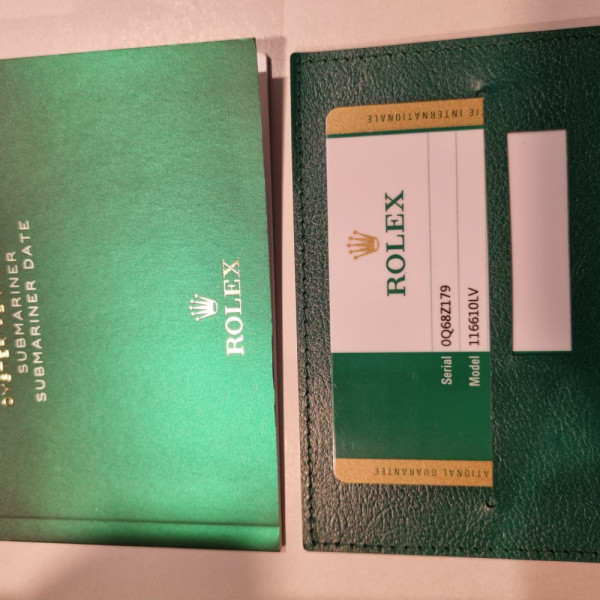 SUBMARINER
SUBMARINER DATE
ROLEX
IE INTERNATIONALE
ROLEX
Serial 0Q68Z179
Model 116610LV
ATIONAL GUARANTEE